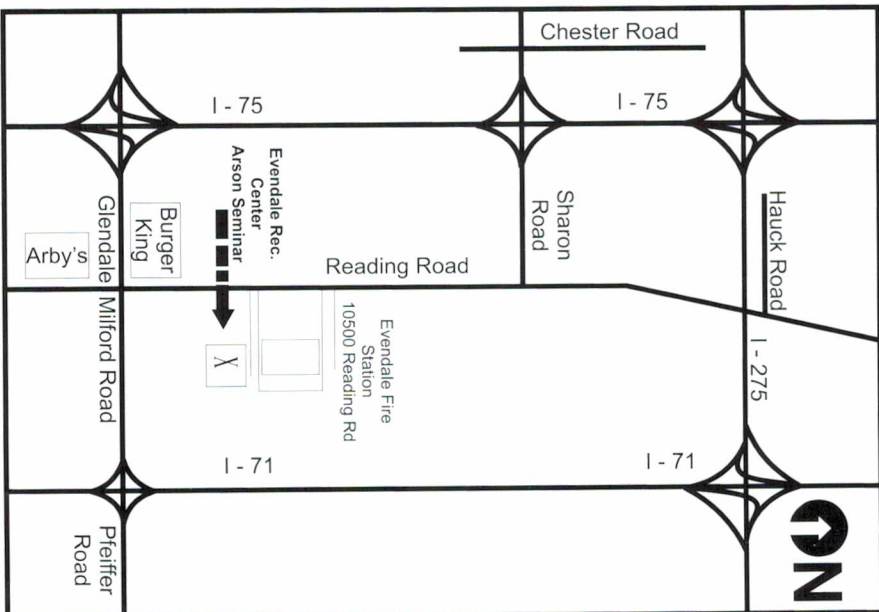 Chester Road
I - 75
I - 75
Evendale Rec.
Center
Arson Seminar
Sharon
Road
Hauck Road
Burger
King
Arby's
Glendale Milford Road
Reading Road
Evendale Fire
Station
10500 Reading Rd
X
I - 275
I - 71
I - 71
Pfeiffer
Road
N